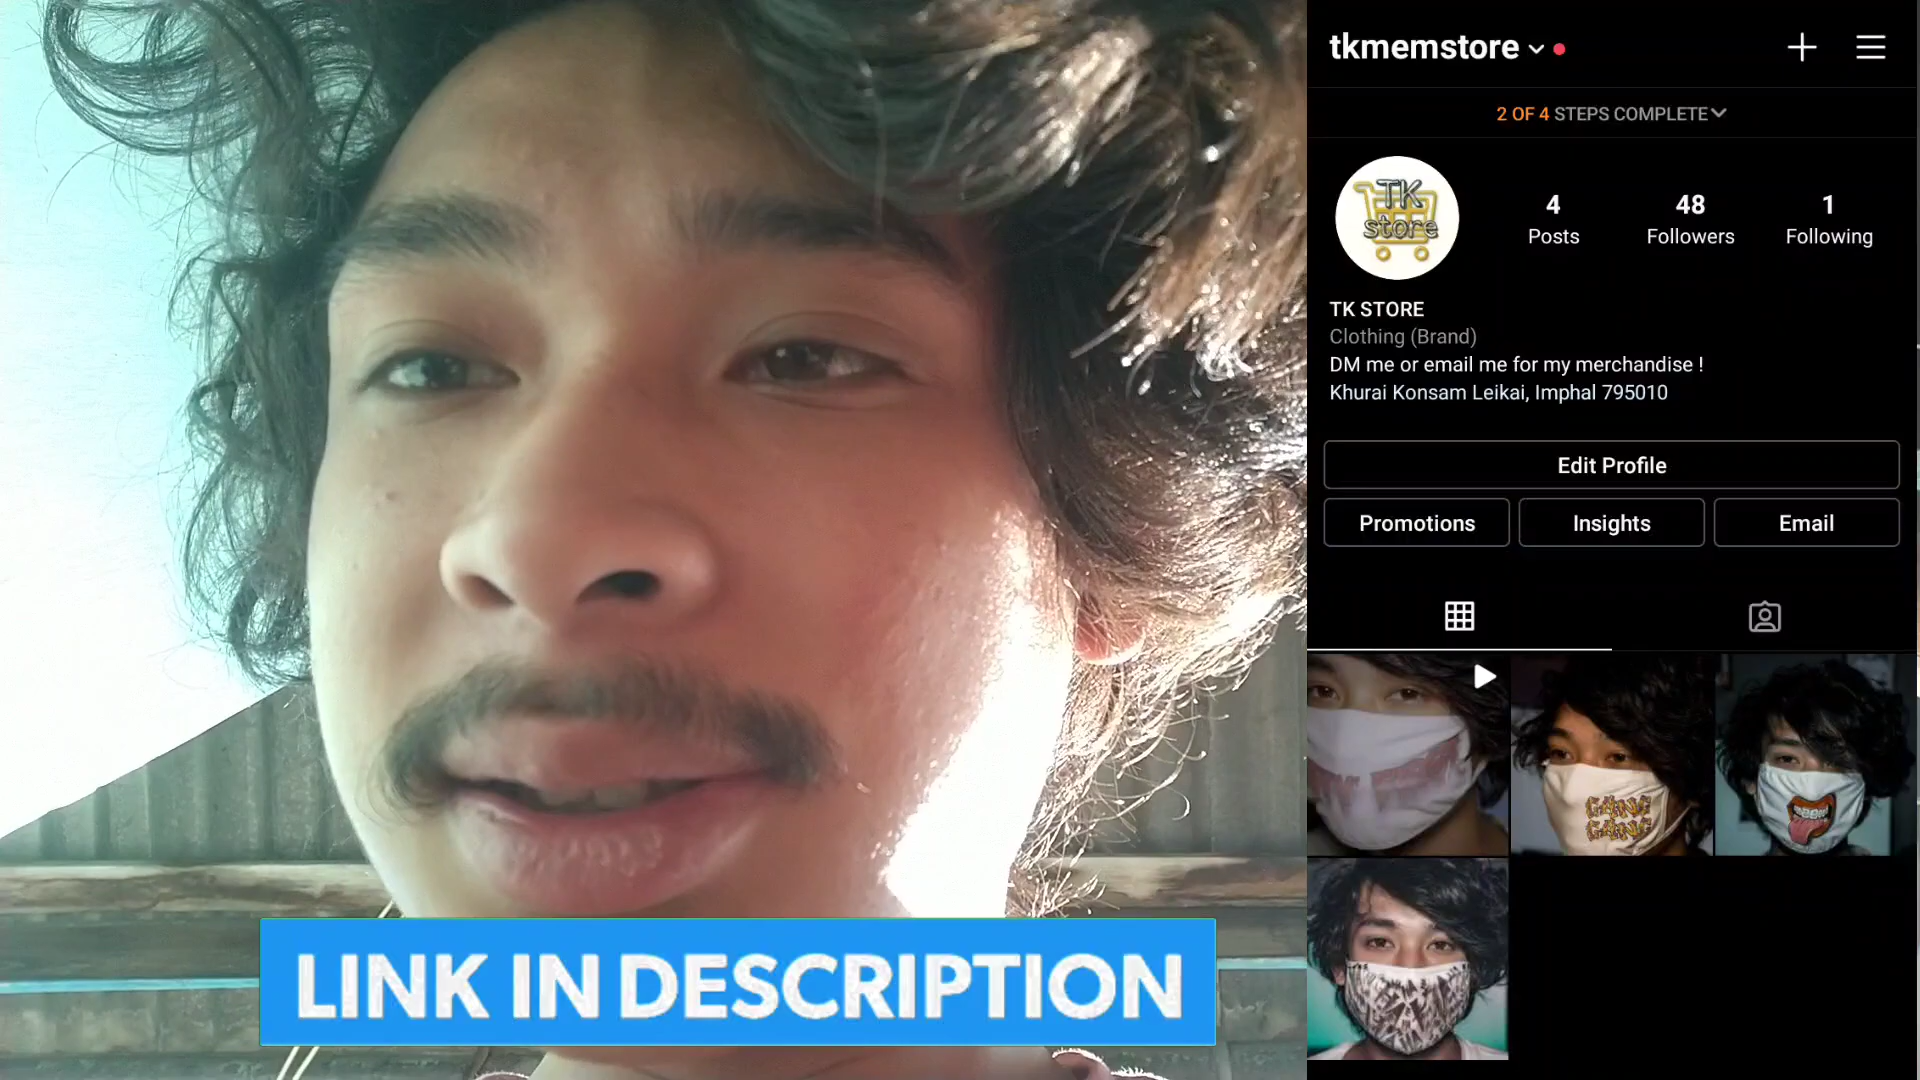 tkmemstore
2 OF 4 STEPS COMPLETE
TK
store
4
Posts
48
Followers
1
Following
TK STORE
Clothing (Brand)
DM me or email me for my merchandise !
Khurai Konsam Leikai, Imphal 795010
Edit Profile
Promotions
Insights
Email
GANG
GANG
LINK IN DESCRIPTION